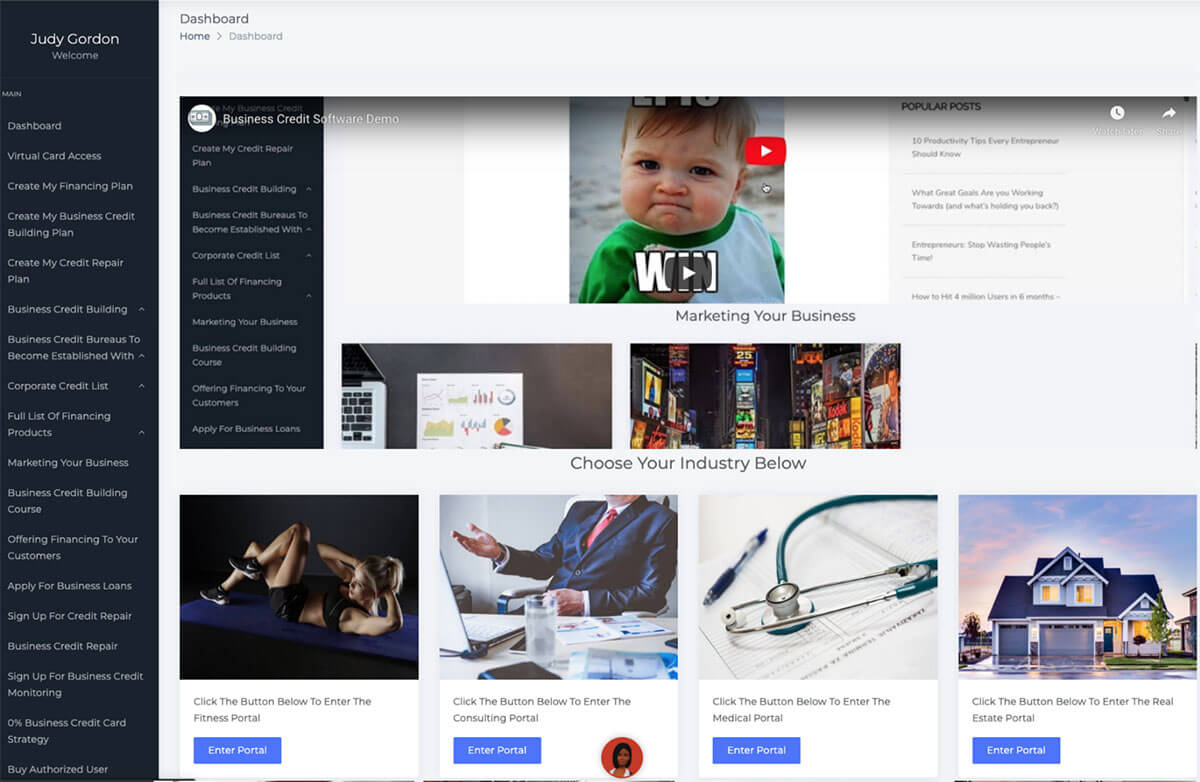 Judy Gordon
Welcome
MAIN
Dashboard
Virtual Card Access
Create My Financing Plan
Create My Business Credit
Building Plan
Create My Credit Repair
Plan
Business Credit Building
Business Credit Bureaus To
Become Established With
Corporate Credit List
Full List Of Financing
Products
Marketing Your Business
Business Credit Building
Course
Offering Financing To Your
Customers
Apply For Business Loans
Sign Up For Credit Repair
Business Credit Repair
Sign Up For Business Credit
Monitoring
0% Business Credit Card
Strategy
Buy Authorized User
Dashboard
Home > Dashboard
Create My Business Credit
Business Credit Software Demo
Create My Credit Repair
Plan
Business Credit Building
Business Credit Bureaus To
Become Established With
Corporate Credit List
Full List Of Financing
Products
Marketing Your Business
Business Credit Building
Course
Offering Financing To Your
Customers
Apply For Business Loans
WIN
POPULAR POSTS
Watch later
Share
10 Productivity Tips Every Entrepreneur
Should Know
What Great Goals Are you Working
Towards (and what's holding you back?)
Entrepreneurs: Stop Wasting People's
Time!
How to Hit 4 million Users in 6 months –
Marketing Your Business
25
Kodak
Choose Your Industry Below
Click The Button Below To Enter The
Fitness Portal
Enter Portal
Click The Button Below To Enter The
Consulting Portal
Enter Portal
Click The Button Below To Enter The
Medical Portal
Enter Portal
Click The Button Below To Enter The Real
Estate Portal
Enter Portal